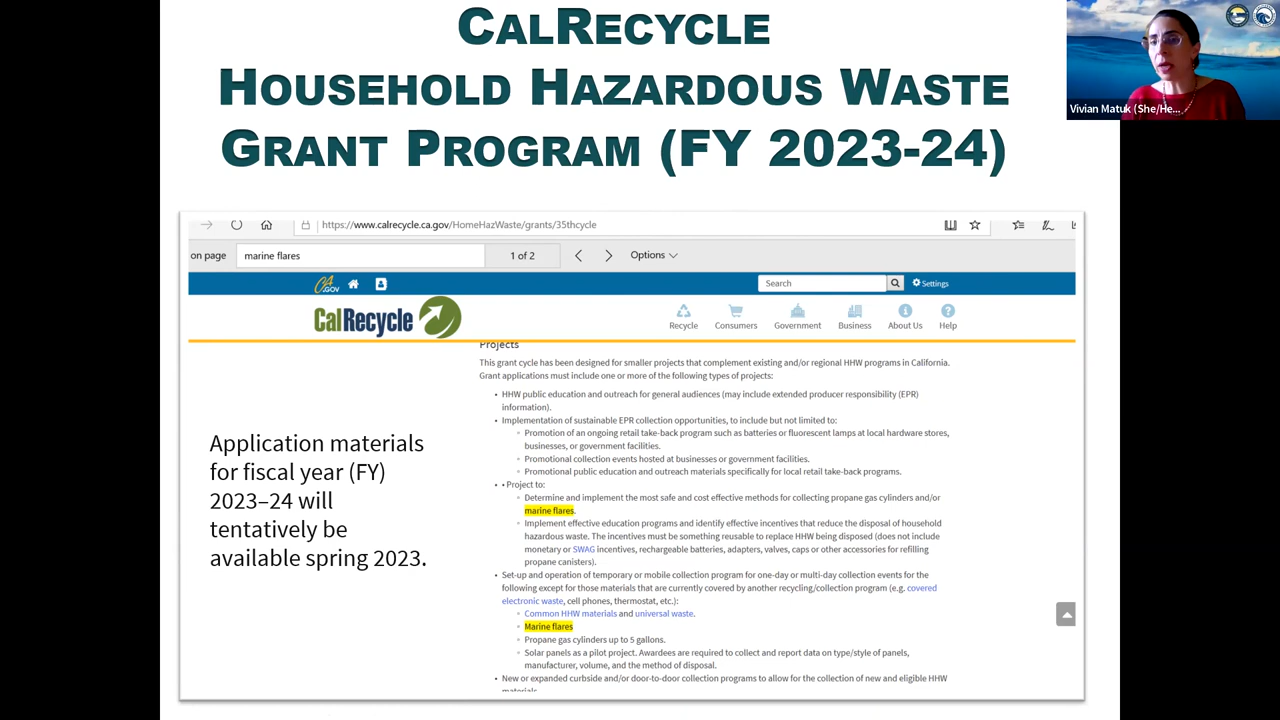 CALRECYCLE
HOUSEHOLD HAZARDOUS WASTE
GRANT PROGRAM (FY 2023-24)
Vivian Matuk (She/He...
https://www.calrecycle.ca.gov/HomeHazWaste/grants/35thcycle
on page
marine flares
1 of 2
Options
CA.GOV
Search
Settings
CalRecycle
Recycle
Consumers
Government
Business
About Us
Help
Projects
This grant cycle has been designed for smaller projects that complement existing and/or regional HHW programs in California.
Grant applications must include one or more of the following types of projects:
• HHW public education and outreach for general audiences (may include extended producer responsibility (EPR)
information).
• Implementation of sustainable EPR collection opportunities, to include but not limited to:
Promotion of an ongoing retail take-back program such as batteries or fluorescent lamps at local hardware stores,
businesses, or government facilities.
Promotional collection events hosted at businesses or government facilities.
Promotional public education and outreach materials specifically for local retail take-back programs.
• • Project to:
Determine and implement the most safe and cost effective methods for collecting propane gas cylinders and/or
marine flares.
Implement effective education programs and identify effective incentives that reduce the disposal of household
hazardous waste. The incentives must be something reusable to replace HHW being disposed (does not include
monetary or SWAG incentives, rechargeable batteries, adapters, valves, caps or other accessories for refilling
propane canisters).
• Set-up and operation of temporary or mobile collection program for one-day or multi-day collection events for the
following except for those materials that are currently covered by another recycling/collection program (e.g. covered
electronic waste, cell phones, thermostat, etc.):
Common HHW materials and universal waste.
Marine flares
Propane gas cylinders up to 5 gallons.
Solar panels as a pilot project. Awardees are required to collect and report data on type/style of panels,
manufacturer, volume, and the method of disposal.
• New or expanded curbside and/or door-to-door collection programs to allow for the collection of new and eligible HHW
materials.
Application materials
for fiscal year (FY)
2023–24 will
tentatively be
available spring 2023.